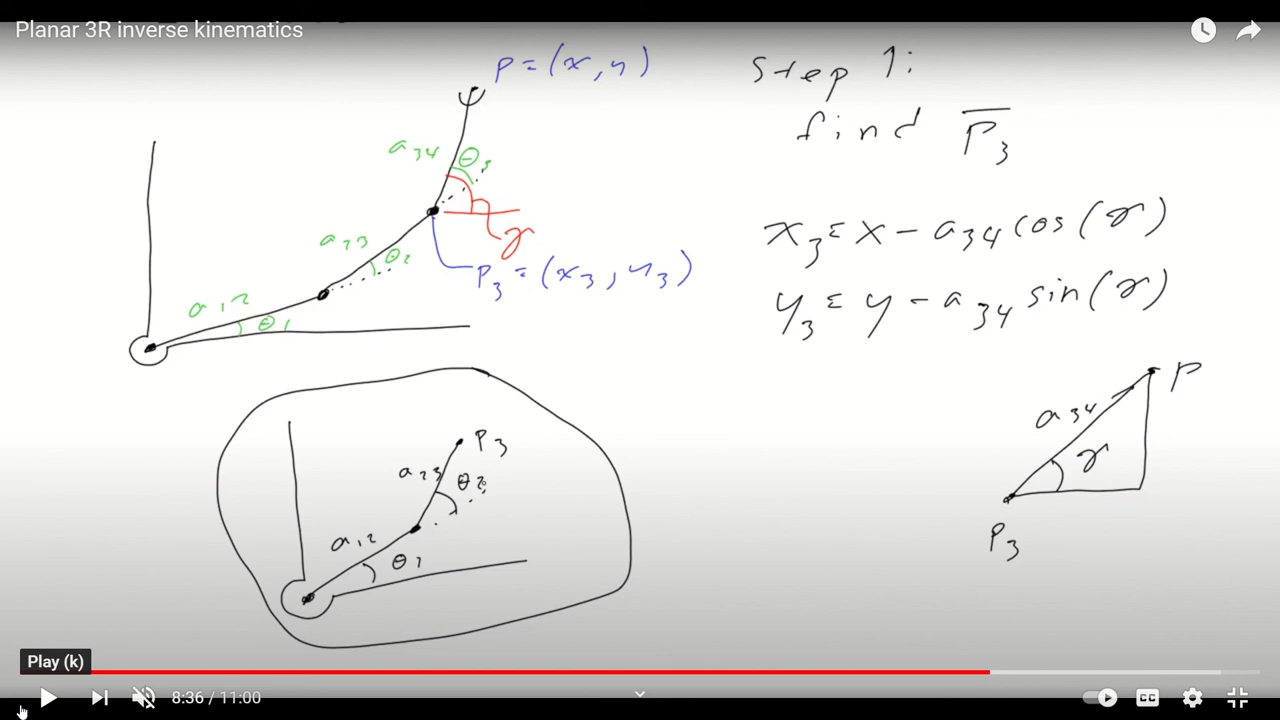 Planar 3R inverse kinematics
P = (x, y)
a34
θ3
a23
θ2
γ
P3 = (x3, y3)
a12
θ1
Step 1:
find P̅3
x3 = x - a34 cos(γ)
y3 = y - a34 sin(γ)
P
a34
γ
P3
P3
a23
θ2
a12
θ1
Play (k)
8:36 / 11:00
CC